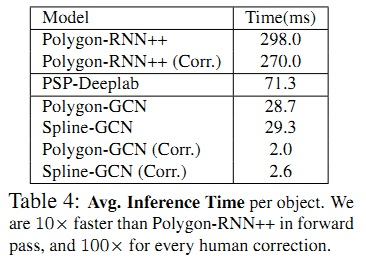 Model Time(ms)
Polygon-RNN++ 298.0
Polygon-RNN++ (Corr.) 270.0
PSP-Deeplab 71.3
Polygon-GCN 28.7
Spline-GCN 29.3
Polygon-GCN (Corr.) 2.0
Spline-GCN (Corr.) 2.6
Table 4: Avg. Inference Time per object. We
are 10× faster than Polygon-RNN++ in forward
pass, and 100× for every human correction.